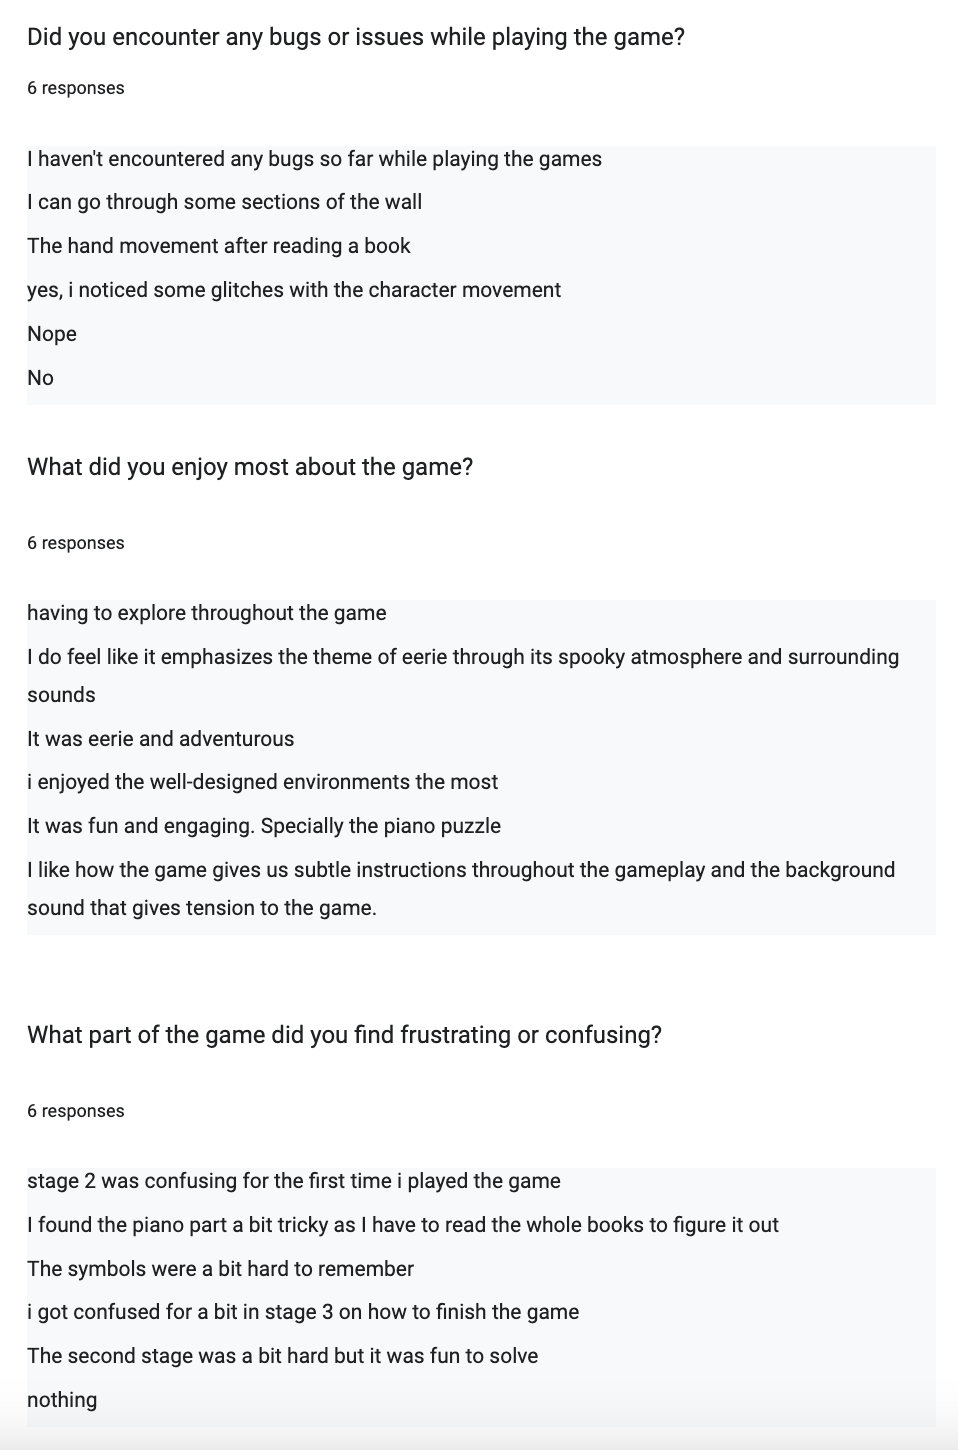 Did you encounter any bugs or issues while playing the game?
6 responses
I haven't encountered any bugs so far while playing the games
I can go through some sections of the wall
The hand movement after reading a book
yes, i noticed some glitches with the character movement
Nope
No
What did you enjoy most about the game?
6 responses
having to explore throughout the game
I do feel like it emphasizes the theme of eerie through its spooky atmosphere and surrounding
sounds
It was eerie and adventurous
i enjoyed the well-designed environments the most
It was fun and engaging. Specially the piano puzzle
I like how the game gives us subtle instructions throughout the gameplay and the background
sound that gives tension to the game.
What part of the game did you find frustrating or confusing?
6 responses
stage 2 was confusing for the first time i played the game
I found the piano part a bit tricky as I have to read the whole books to figure it out
The symbols were a bit hard to remember
i got confused for a bit in stage 3 on how to finish the game
The second stage was a bit hard but it was fun to solve
nothing